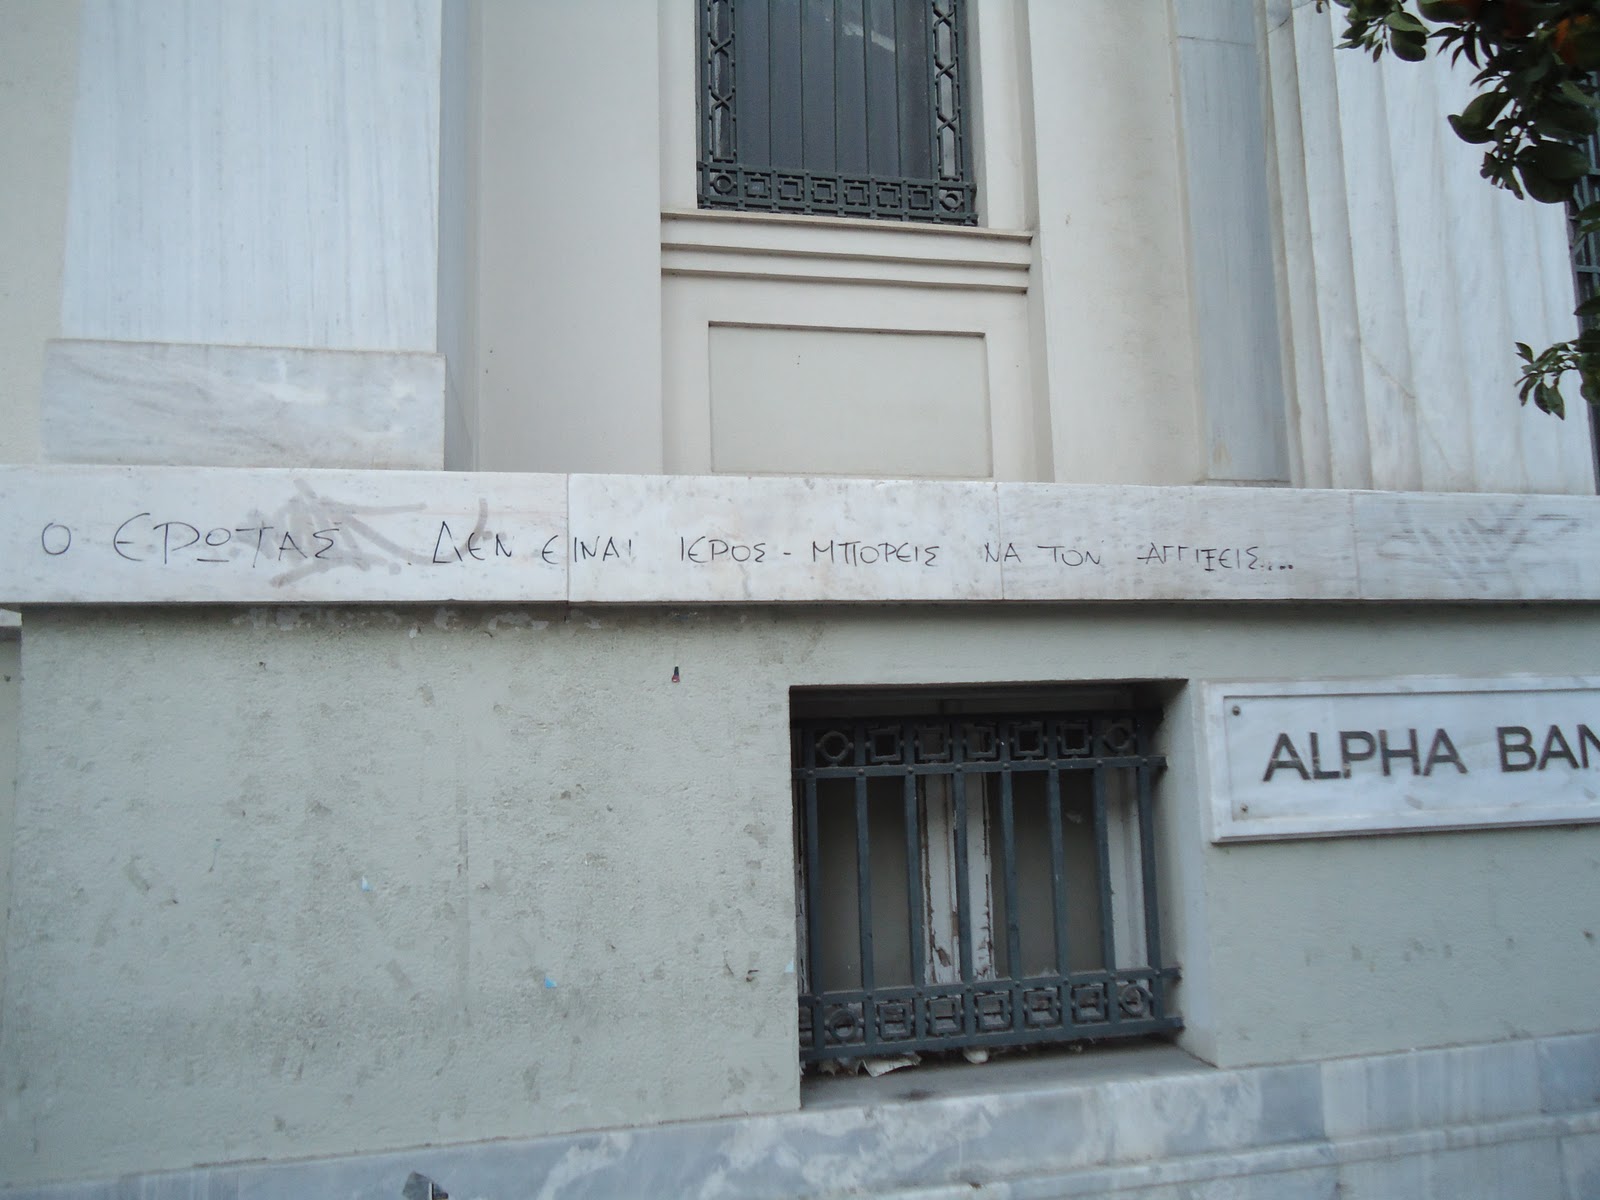 Ο ΕΡΩΤΑΣ ΔΕΝ ΕΙΝΑΙ ΙΕΡΟΣ - ΜΠΟΡΕΙΣ ΝΑ ΤΟΝ ΑΓΓΙΞΕΙΣ...
ALPHA BAN